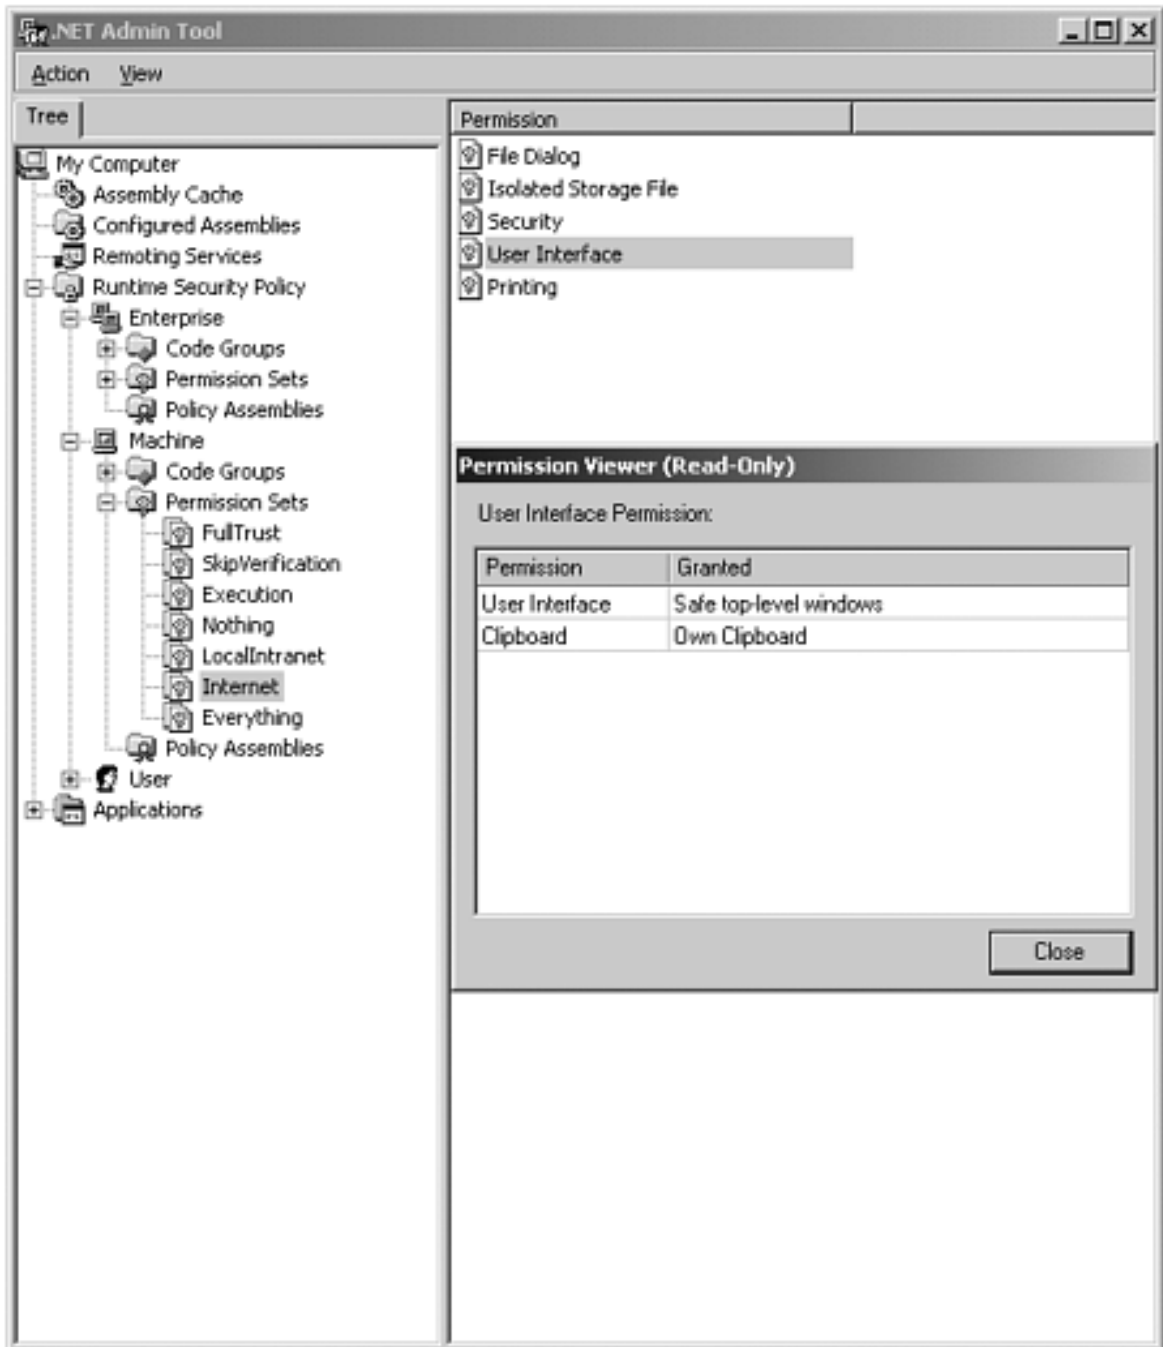 .NET Admin Tool
Action View
Tree
My Computer
Assembly Cache
Configured Assemblies
Remoting Services
Runtime Security Policy
Enterprise
Code Groups
Permission Sets
Policy Assemblies
Machine
Code Groups
Permission Sets
FullTrust
SkipVerification
Execution
Nothing
LocalIntranet
Internet
Everything
Policy Assemblies
User
Applications
Permission
File Dialog
Isolated Storage File
Security
User Interface
Printing
Permission Viewer (Read-Only)
User Interface Permission:
Permission Granted
User Interface Safe top-level windows
Clipboard Own Clipboard
Close